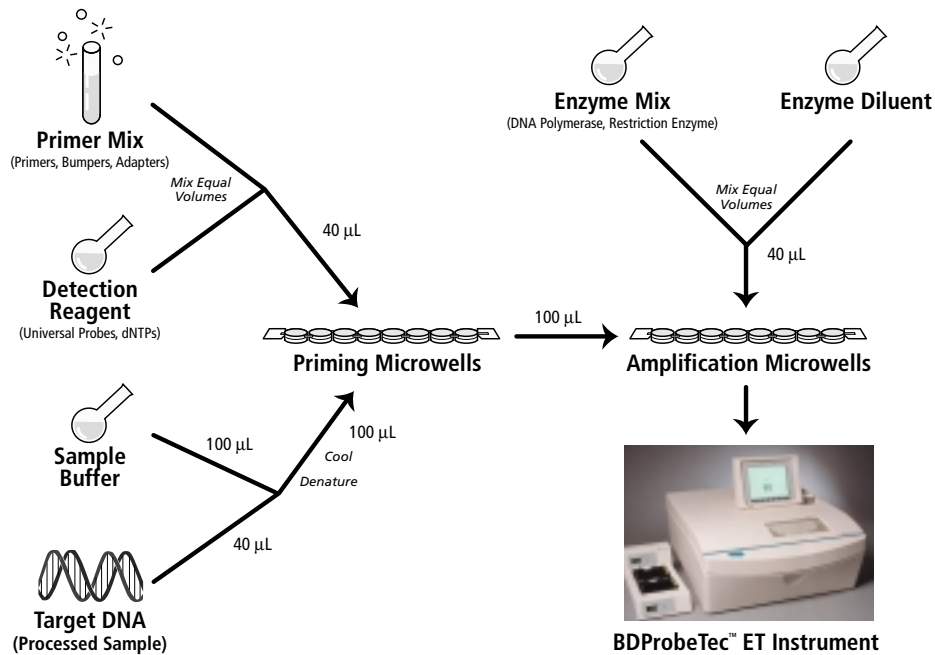 Primer Mix
(Primers, Bumpers, Adapters)
Mix Equal
Volumes
40 µL
Detection
Reagent
(Universal Probes, dNTPs)
Enzyme Mix
(DNA Polymerase, Restriction Enzyme)
Enzyme Diluent
Mix Equal
Volumes
40 µL
Priming Microwells
100 µL
Amplification Microwells
Sample
Buffer
100 µL
100 µL
Cool
Denature
40 µL
Target DNA
(Processed Sample)
BDProbeTec™ ET Instrument